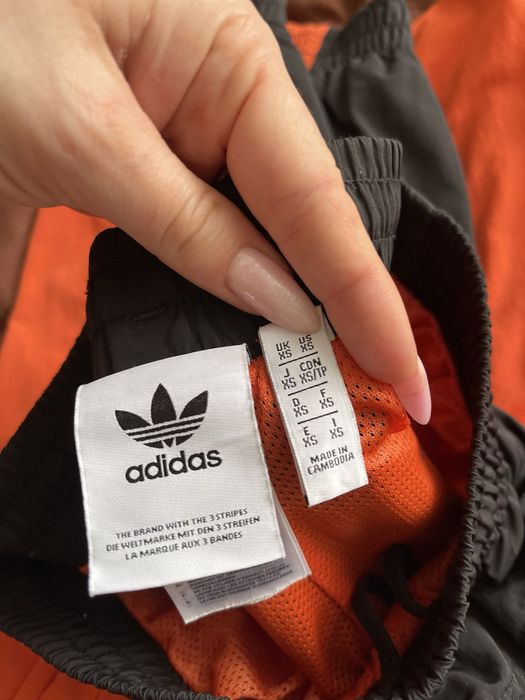 adidas
THE BRAND WITH THE 3 STRIPES
DIE WELTMARKE MIT DEN 3 STREIFEN
LA MARQUE AUX 3 BANDES
UK US
XS XS
J CDN
XS XS/TP
D F
XS XS
E I
XS XS
MADE IN
CAMBODIA